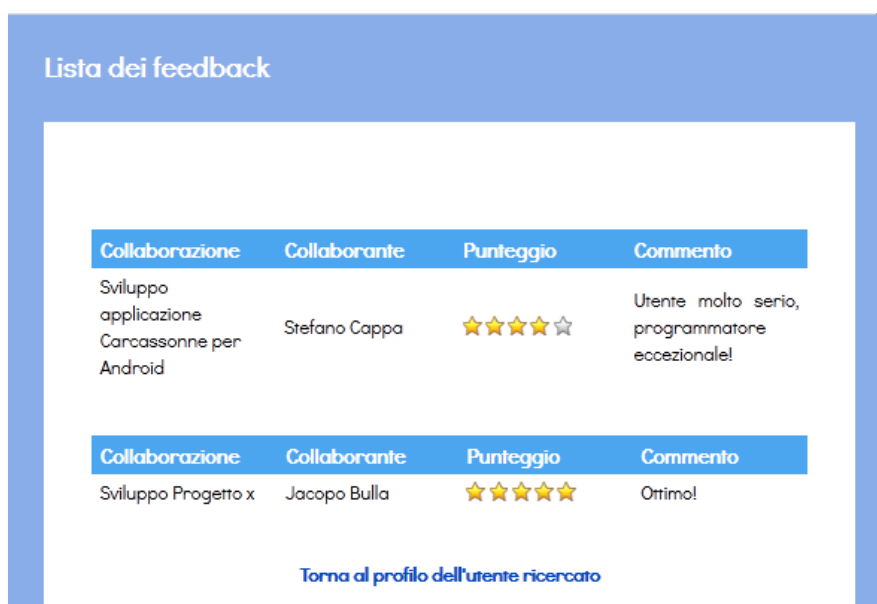 Lista dei feedback
Collaborazione Collaborante Punteggio Commento
Sviluppo
applicazione
Carcassonne per
Android
Stefano Cappa
Utente molto serio,
programmatore
eccezionale!
Collaborazione Collaborante Punteggio Commento
Sviluppo Progetto x Jacopo Bulla Ottimo!
Torna al profilo dell'utente ricercato